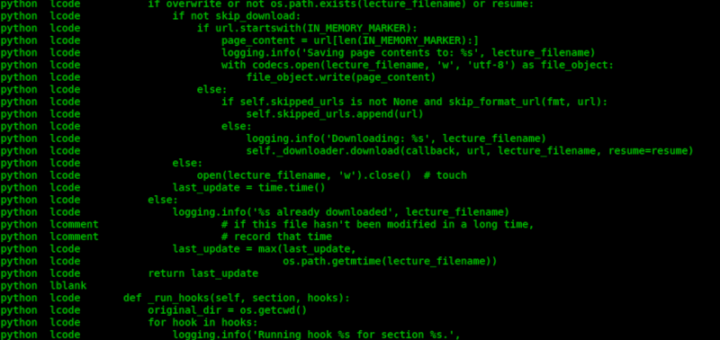 python  lcode           if overwrite or not os.path.exists(lecture_filename) or resume:
python  lcode               if not skip_download:
python  lcode                   if url.startswith(IN_MEMORY_MARKER):
python  lcode                       page_content = url[len(IN_MEMORY_MARKER):]
python  lcode                       logging.info('Saving page contents to: %s', lecture_filename)
python  lcode                       with codecs.open(lecture_filename, 'w', 'utf-8') as file_object:
python  lcode                           file_object.write(page_content)
python  lcode                   else:
python  lcode                       if self.skipped_urls is not None and skip_format_url(fmt, url):
python  lcode                           self.skipped_urls.append(url)
python  lcode                       else:
python  lcode                           logging.info('Downloading: %s', lecture_filename)
python  lcode                           self._downloader.download(callback, url, lecture_filename, resume=resume)
python  lcode               else:
python  lcode                   open(lecture_filename, 'w').close()  # touch
python  lcode               last_update = time.time()
python  lcode           else:
python  lcode               logging.info('%s already downloaded', lecture_filename)
python  lcomment                    # if this file hasn't been modified in a long time,
python  lcomment                    # record that time
python  lcode               last_update = max(last_update,
python  lcode                                 os.path.getmtime(lecture_filename))
python  lcode           return last_update
python  lblank
python  lcode       def _run_hooks(self, section, hooks):
python  lcode           original_dir = os.getcwd()
python  lcode           for hook in hooks:
python  lcode               logging.info('Running hook %s for section %s.',